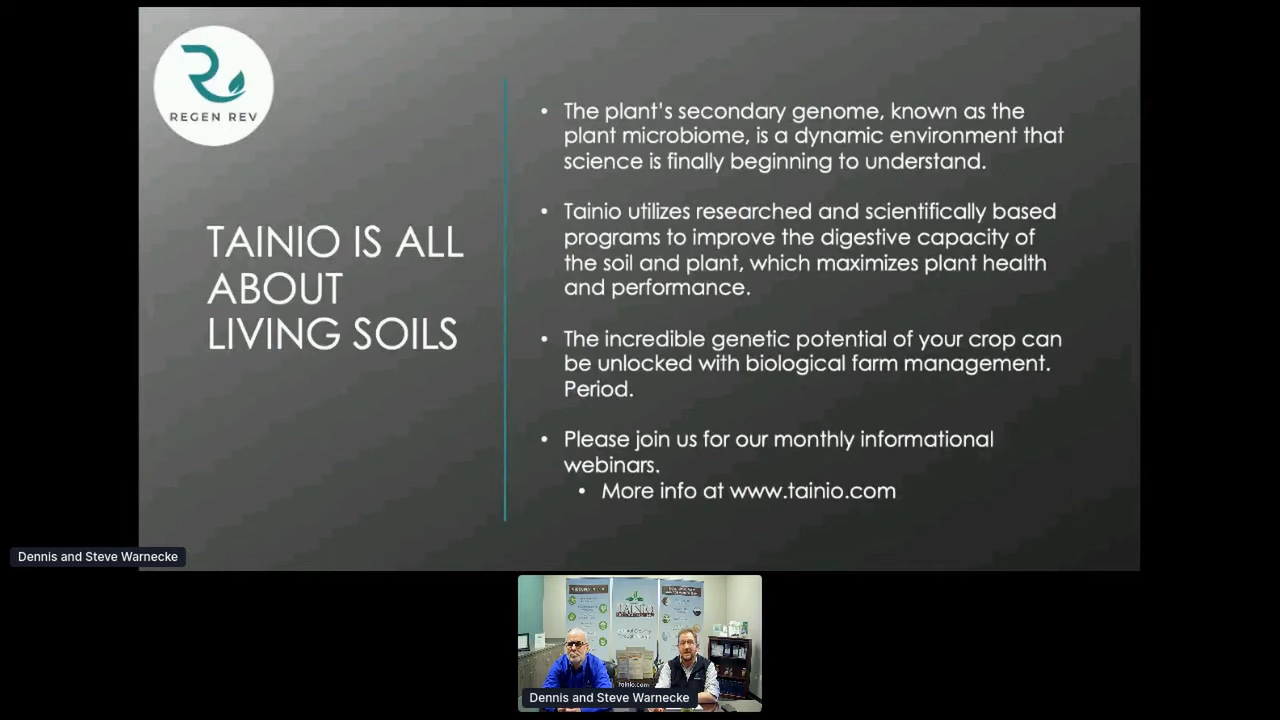 REGEN REV
TAINIO IS ALL
ABOUT
LIVING SOILS
• The plant's secondary genome, known as the
plant microbiome, is a dynamic environment that
science is finally beginning to understand.
• Tainio utilizes researched and scientifically based
programs to improve the digestive capacity of
the soil and plant, which maximizes plant health
and performance.
• The incredible genetic potential of your crop can
be unlocked with biological farm management.
Period.
• Please join us for our monthly informational
webinars.
• More info at www.tainio.com
Dennis and Steve Warnecke
TAINIO
tainio.com
Dennis and Steve Warnecke